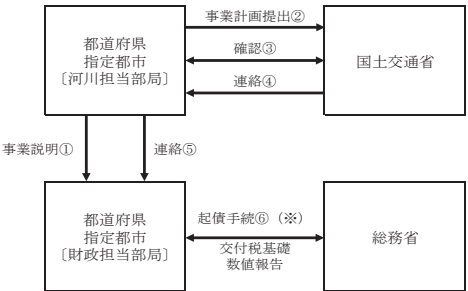 事業計画提出②
都道府県
指定都市
〔河川担当部局〕
確認③
国土交通省
連絡④
事業説明①
連絡⑤
都道府県
指定都市
〔財政担当部局〕
起債手続⑥（※）
総務省
交付税基礎
数値報告